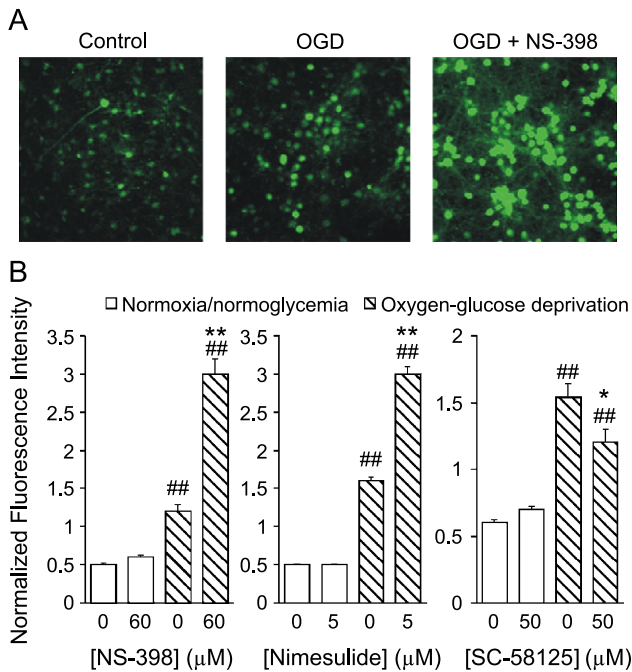 A
Control OGD OGD + NS-398
B
Normoxia/normoglycemia Oxygen-glucose deprivation
Normalized Fluorescence Intensity
3.5
3
2.5
2
1.5
1
0.5
0
##
**
##
0 60 0 60
[NS-398] (µM)
3.5
3
2.5
2
1.5
1
0.5
0
##
**
##
0 5 0 5
[Nimesulide] (µM)
2
1.5
1
0.5
0
##
*
##
0 50 0 50
[SC-58125] (µM)